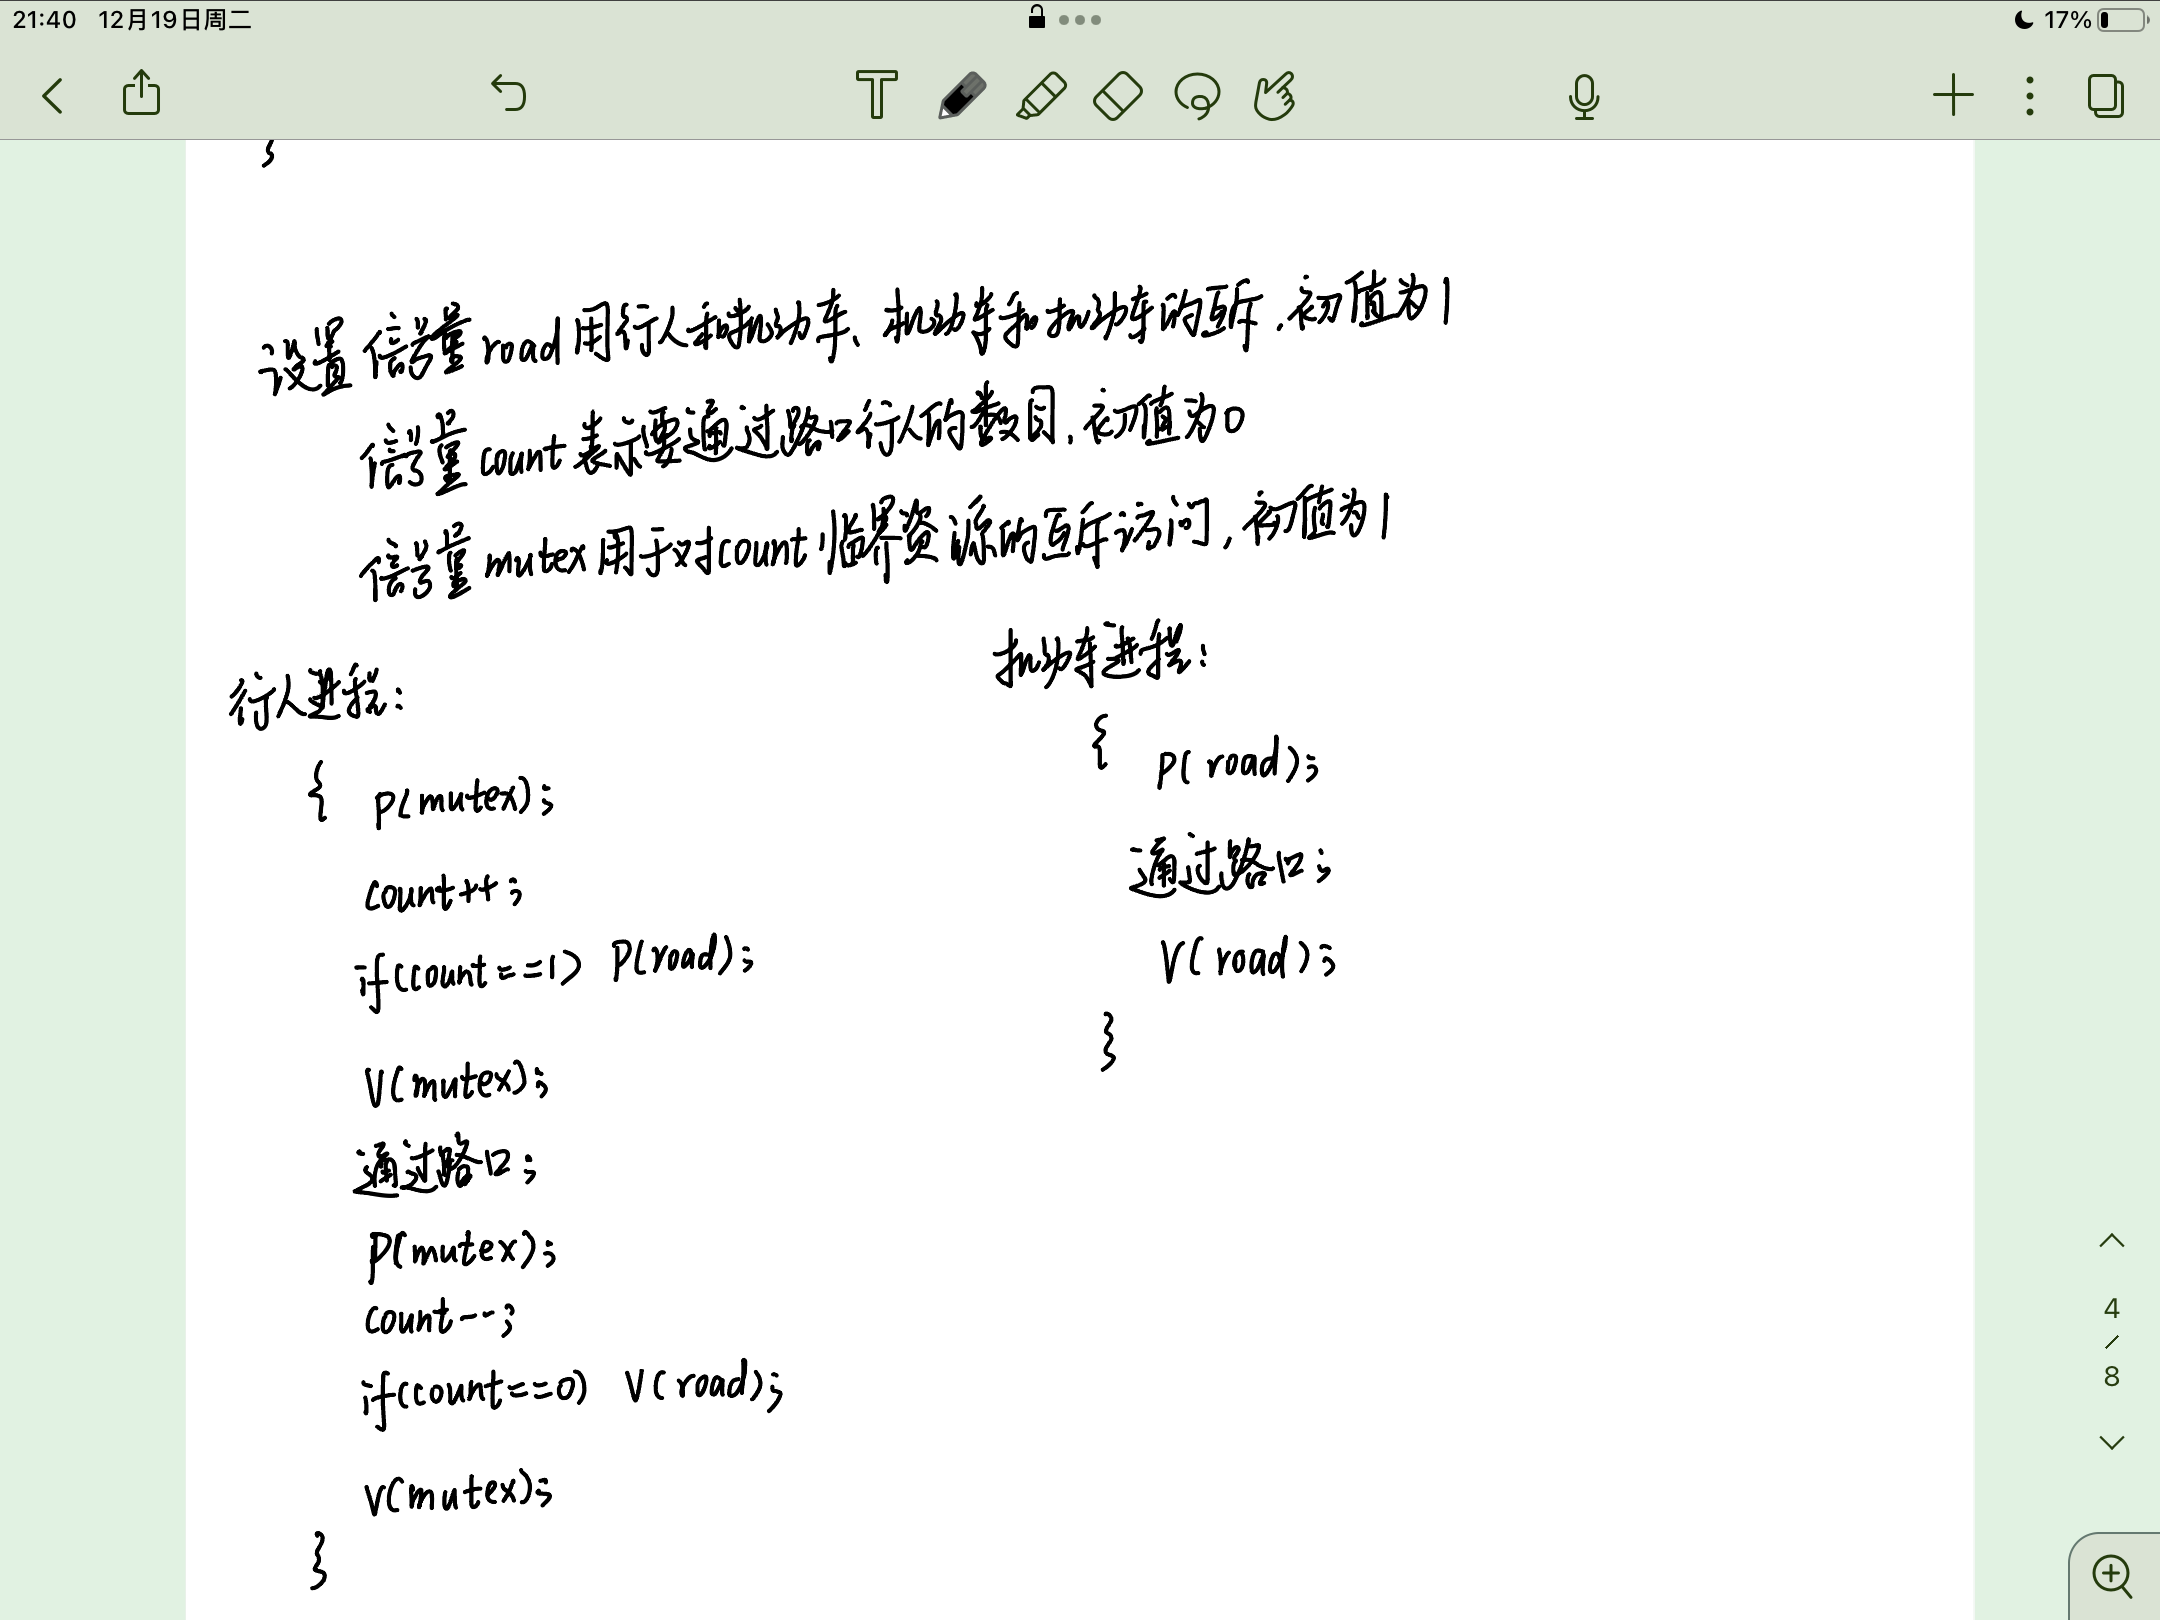 21:40 12月19日周二
17%
}
设置信号量road用行人和机动车、机动车和机动车的互斥,初值为1
信号量count表示要通过路口行人的数目,初值为0
信号量mutex用于对count临界资源的互斥访问,初值为1
行人进程:
{ P(mutex);
count++;
if(count==1) P(road);
V(mutex);
通过路口;
P(mutex);
count--;
if(count==0) V(road);
V(mutex);
}
机动车进程:
{ P(road);
通过路口;
V(road);
}
4
/
8